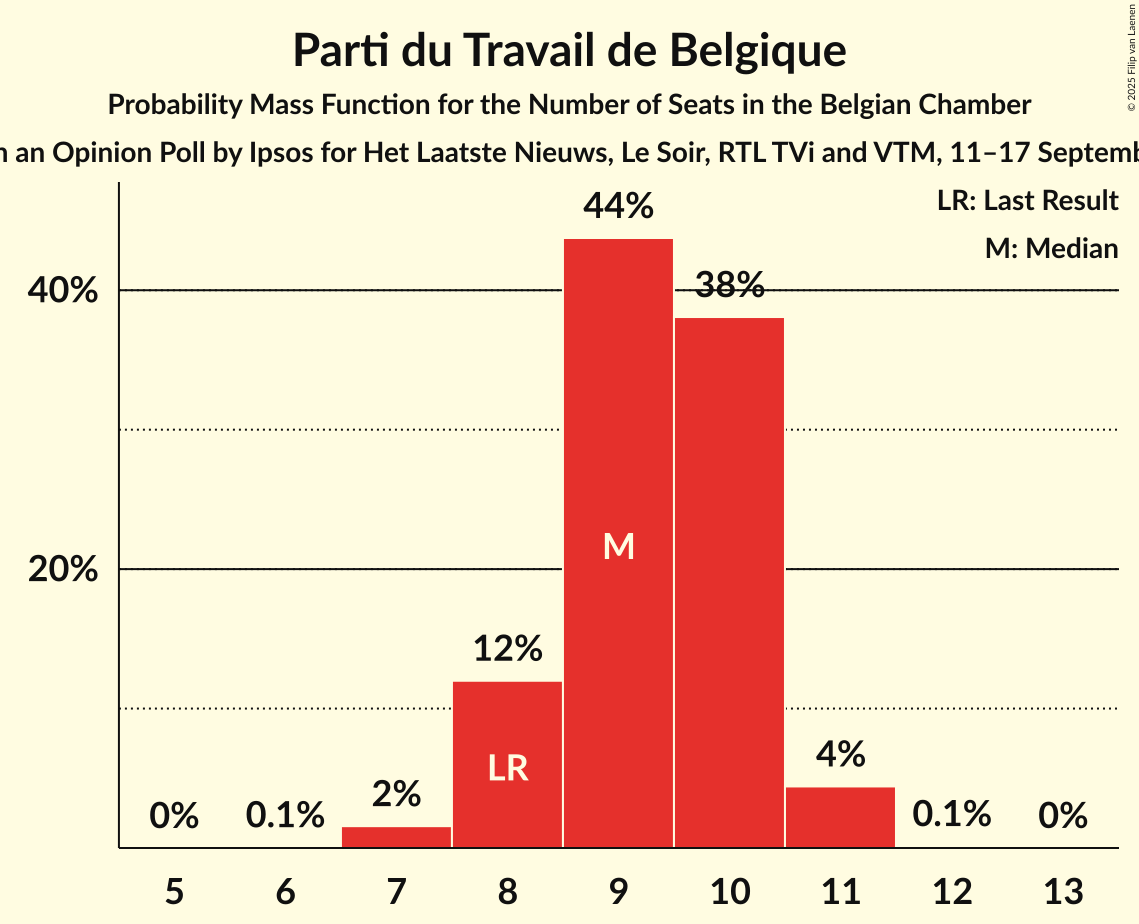 Parti du Travail de Belgique
Probability Mass Function for the Number of Seats in the Belgian Chamber
an Opinion Poll by Ipsos for Het Laatste Nieuws, Le Soir, RTL TVi and VTM, 11–17
© 2025 Filip van Laenen
LR: Last Result
M: Median
44%
38%
40%
M
20%
12%
LR
4%
2%
0%
0.1%
0.1%
0%
5 6 7 8 9 10 11 12 13